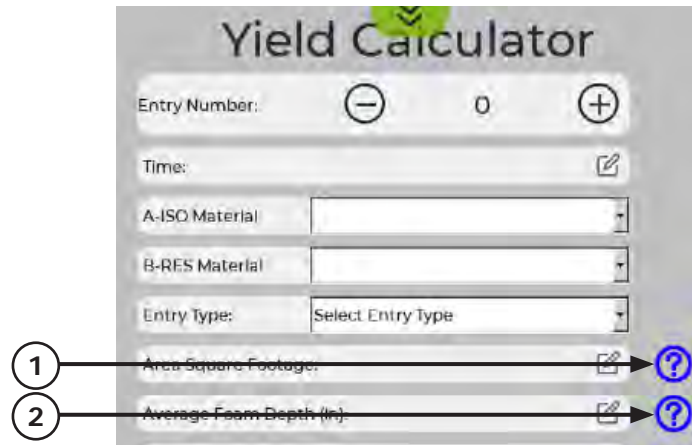 Yield Calculator
Entry Number: 0
Time:
A-ISO Material
B-RES Material
Entry Type: Select Entry Type
1 Area Square Footage: ?
2 Average Foam Depth (in): ?